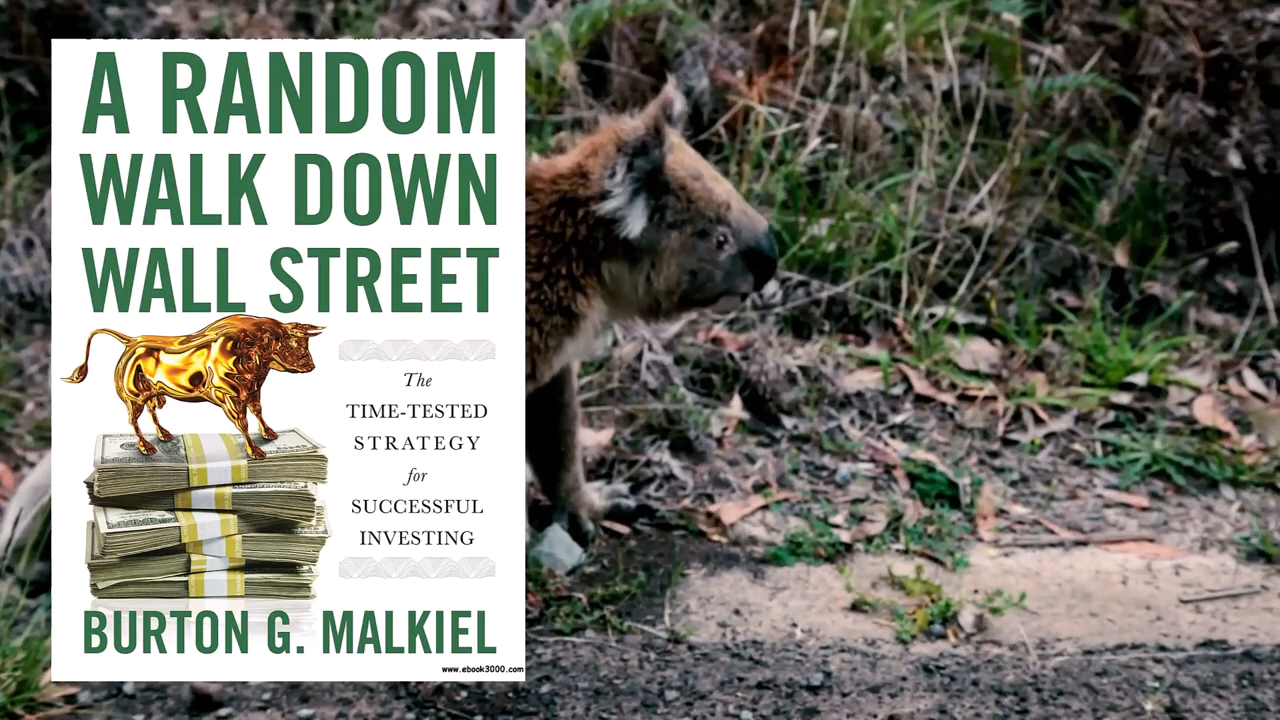 A RANDOM
WALK DOWN
WALL STREET
The
TIME-TESTED
STRATEGY
for
SUCCESSFUL
INVESTING
BURTON G. MALKIEL
www.ebook3000.com